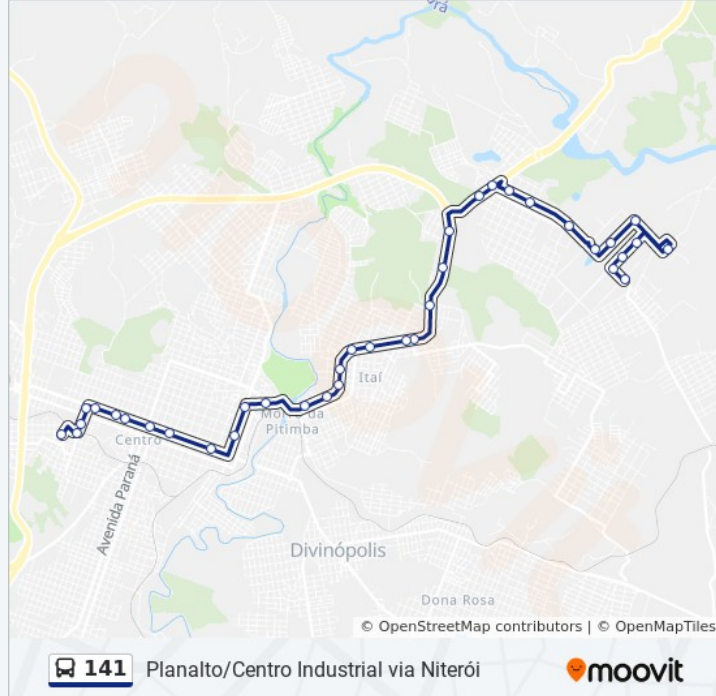 Itaí
Pitimba
Centro
Avenida Paraná
Divinópolis
Dona Rosa
© OpenStreetMap contributors | © OpenMapTiles
141 Planalto/Centro Industrial via Niterói
moovit